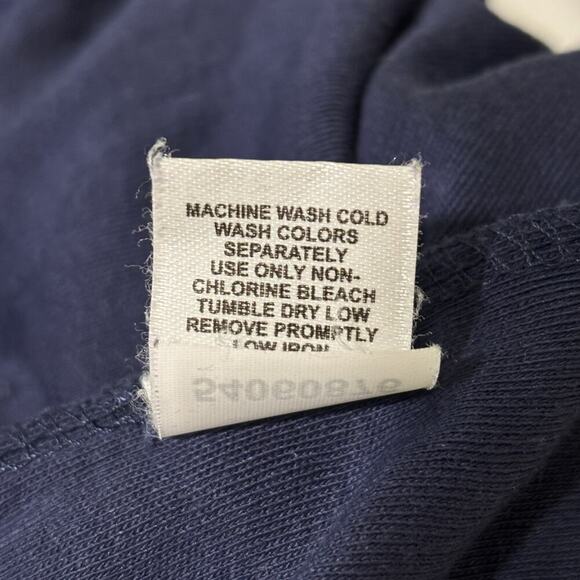 MACHINE WASH COLD
WASH COLORS
SEPARATELY
USE ONLY NON-
CHLORINE BLEACH
TUMBLE DRY LOW
REMOVE PROMPTLY
LOW IRON